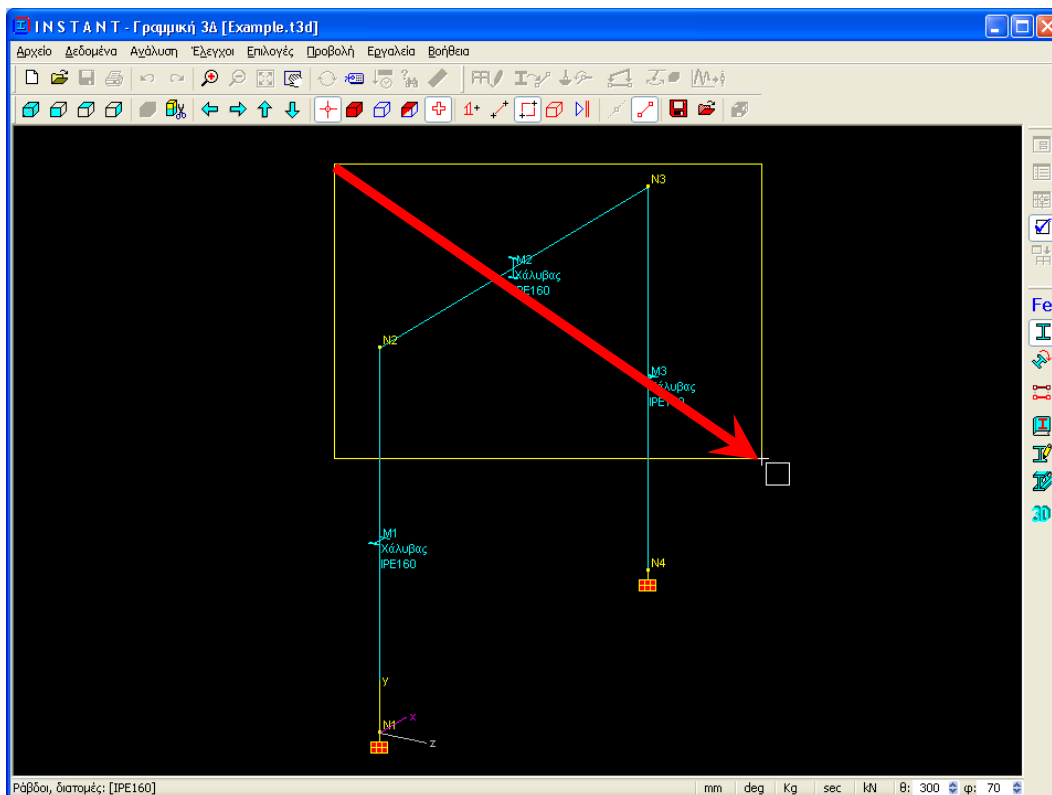 I N S T A N T - Γραμμική 3Δ [Example.t3d]
Αρχείο Δεδομένα Ανάλυση Έλεγχοι Επιλογές Προβολή Εργαλεία Βοήθεια
N3
M2
Χάλυβας
IPE160
N2
M3
Χάλυβας
M1
Χάλυβας
IPE160
N4
y
N1
x
z
Fe
3D
Ράβδοι, διατομές: [IPE160] mm deg Kg sec kN θ: 300 φ: 70